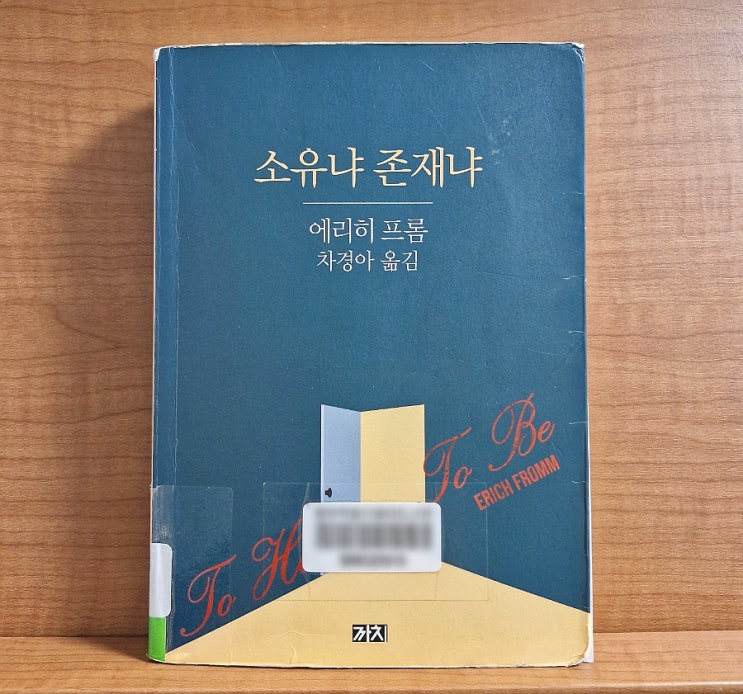 소유냐 존재냐
에리히 프롬
차경아 옮김
To Be
ERICH FROMM
To H
까치